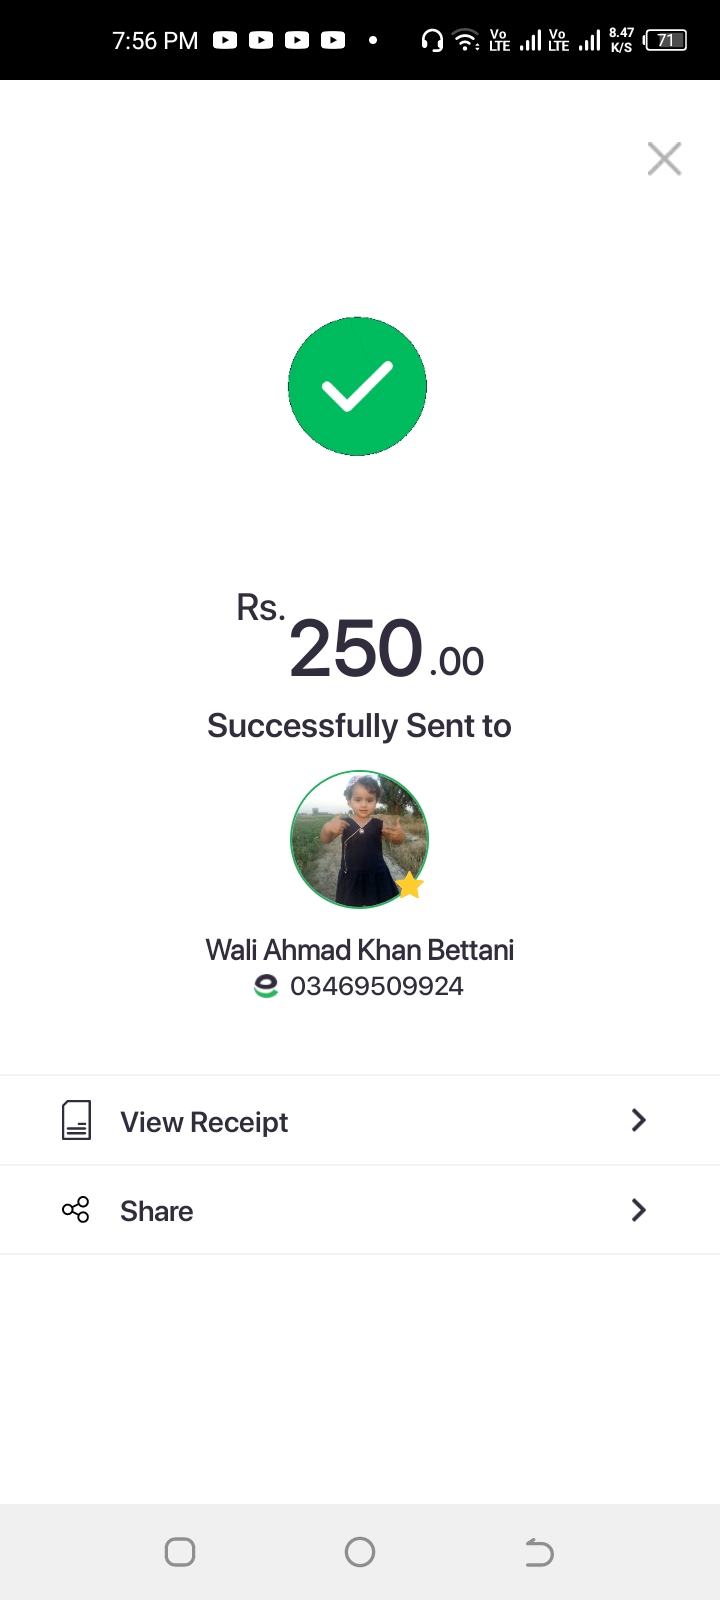 7:56 PM Vo LTE Vo LTE 8.47 K/S 71
Rs. 250.00
Successfully Sent to
Wali Ahmad Khan Bettani
03469509924
View Receipt
Share